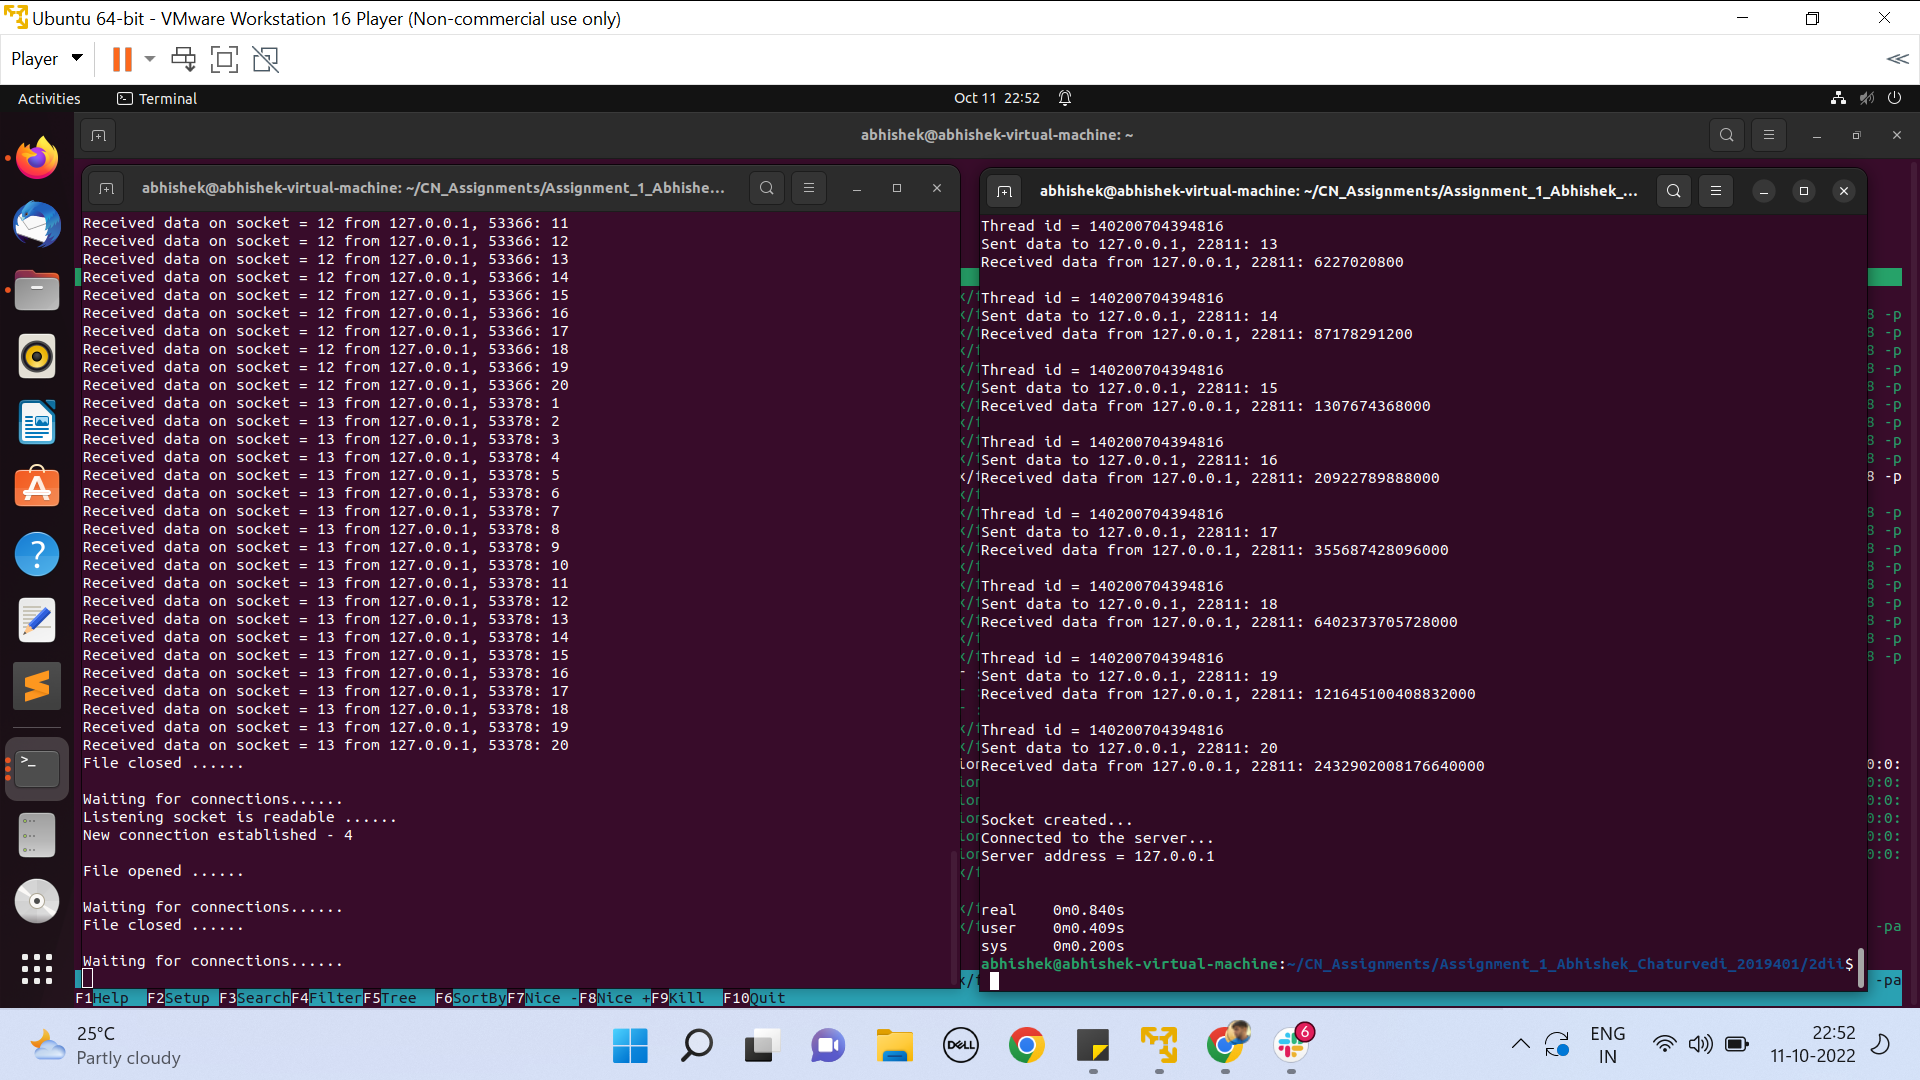 Ubuntu 64-bit - VMware Workstation 16 Player (Non-commercial use only)
Player
Activities
Terminal
Oct 11 22:52
abhishek@abhishek-virtual-machine: ~
abhishek@abhishek-virtual-machine: ~/CN_Assignments/Assignment_1_Abhishe...
Received data on socket = 12 from 127.0.0.1, 53366: 11
Received data on socket = 12 from 127.0.0.1, 53366: 12
Received data on socket = 12 from 127.0.0.1, 53366: 13
Received data on socket = 12 from 127.0.0.1, 53366: 14
Received data on socket = 12 from 127.0.0.1, 53366: 15
Received data on socket = 12 from 127.0.0.1, 53366: 16
Received data on socket = 12 from 127.0.0.1, 53366: 17
Received data on socket = 12 from 127.0.0.1, 53366: 18
Received data on socket = 12 from 127.0.0.1, 53366: 19
Received data on socket = 12 from 127.0.0.1, 53366: 20
Received data on socket = 13 from 127.0.0.1, 53378: 1
Received data on socket = 13 from 127.0.0.1, 53378: 2
Received data on socket = 13 from 127.0.0.1, 53378: 3
Received data on socket = 13 from 127.0.0.1, 53378: 4
Received data on socket = 13 from 127.0.0.1, 53378: 5
Received data on socket = 13 from 127.0.0.1, 53378: 6
Received data on socket = 13 from 127.0.0.1, 53378: 7
Received data on socket = 13 from 127.0.0.1, 53378: 8
Received data on socket = 13 from 127.0.0.1, 53378: 9
Received data on socket = 13 from 127.0.0.1, 53378: 10
Received data on socket = 13 from 127.0.0.1, 53378: 11
Received data on socket = 13 from 127.0.0.1, 53378: 12
Received data on socket = 13 from 127.0.0.1, 53378: 13
Received data on socket = 13 from 127.0.0.1, 53378: 14
Received data on socket = 13 from 127.0.0.1, 53378: 15
Received data on socket = 13 from 127.0.0.1, 53378: 16
Received data on socket = 13 from 127.0.0.1, 53378: 17
Received data on socket = 13 from 127.0.0.1, 53378: 18
Received data on socket = 13 from 127.0.0.1, 53378: 19
Received data on socket = 13 from 127.0.0.1, 53378: 20
File closed ......
Waiting for connections......
Listening socket is readable ......
New connection established - 4
File opened ......
Waiting for connections......
File closed ......
Waiting for connections......
F1Help F2Setup F3SearchF4FilterF5Tree F6SortByF7Nice -F8Nice +F9Kill F10Quit
abhishek@abhishek-virtual-machine: ~/CN_Assignments/Assignment_1_Abhishek_...
Thread id = 140200704394816
Sent data to 127.0.0.1, 22811: 13
Received data from 127.0.0.1, 22811: 6227020800
Thread id = 140200704394816
Sent data to 127.0.0.1, 22811: 14
Received data from 127.0.0.1, 22811: 87178291200
Thread id = 140200704394816
Sent data to 127.0.0.1, 22811: 15
Received data from 127.0.0.1, 22811: 1307674368000
Thread id = 140200704394816
Sent data to 127.0.0.1, 22811: 16
Received data from 127.0.0.1, 22811: 20922789888000
Thread id = 140200704394816
Sent data to 127.0.0.1, 22811: 17
Received data from 127.0.0.1, 22811: 355687428096000
Thread id = 140200704394816
Sent data to 127.0.0.1, 22811: 18
Received data from 127.0.0.1, 22811: 6402373705728000
Thread id = 140200704394816
Sent data to 127.0.0.1, 22811: 19
Received data from 127.0.0.1, 22811: 121645100408832000
Thread id = 140200704394816
Sent data to 127.0.0.1, 22811: 20
Received data from 127.0.0.1, 22811: 2432902008176640000
Socket created...
Connected to the server...
Server address = 127.0.0.1
real 0m0.840s
user 0m0.409s
sys 0m0.200s
abhishek@abhishek-virtual-machine:~/CN_Assignments/Assignment_1_Abhishek_Chaturvedi_2019401/2dii$
25°C
Partly cloudy
DELL
6
ENG
IN
22:52
11-10-2022